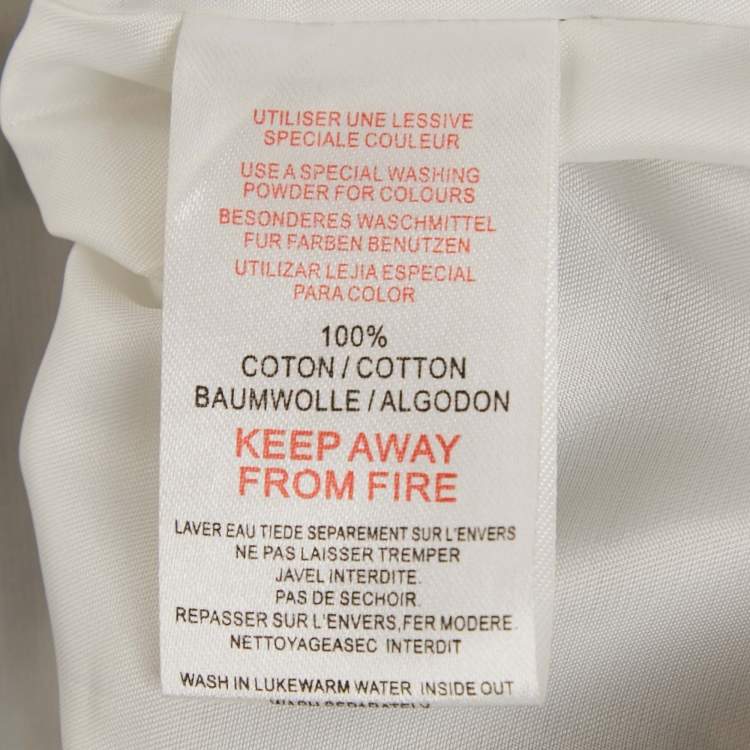 UTILISER UNE LESSIVE
SPECIALE COULEUR
USE A SPECIAL WASHING
POWDER FOR COLOURS
BESONDERES WASCHMITTEL
FUR FARBEN BENUTZEN
UTILIZAR LEJIA ESPECIAL
PARA COLOR
100%
COTON / COTTON
BAUMWOLLE / ALGODON
KEEP AWAY
FROM FIRE
LAVER EAU TIEDE SEPAREMENT SUR L'ENVERS
NE PAS LAISSER TREMPER
JAVEL INTERDITE.
PAS DE SECHOIR.
REPASSER SUR L'ENVERS, FER MODERE.
NETTOYAGEASEC INTERDIT
WASH IN LUKEWARM WATER INSIDE OUT
WASH SEPARATELY